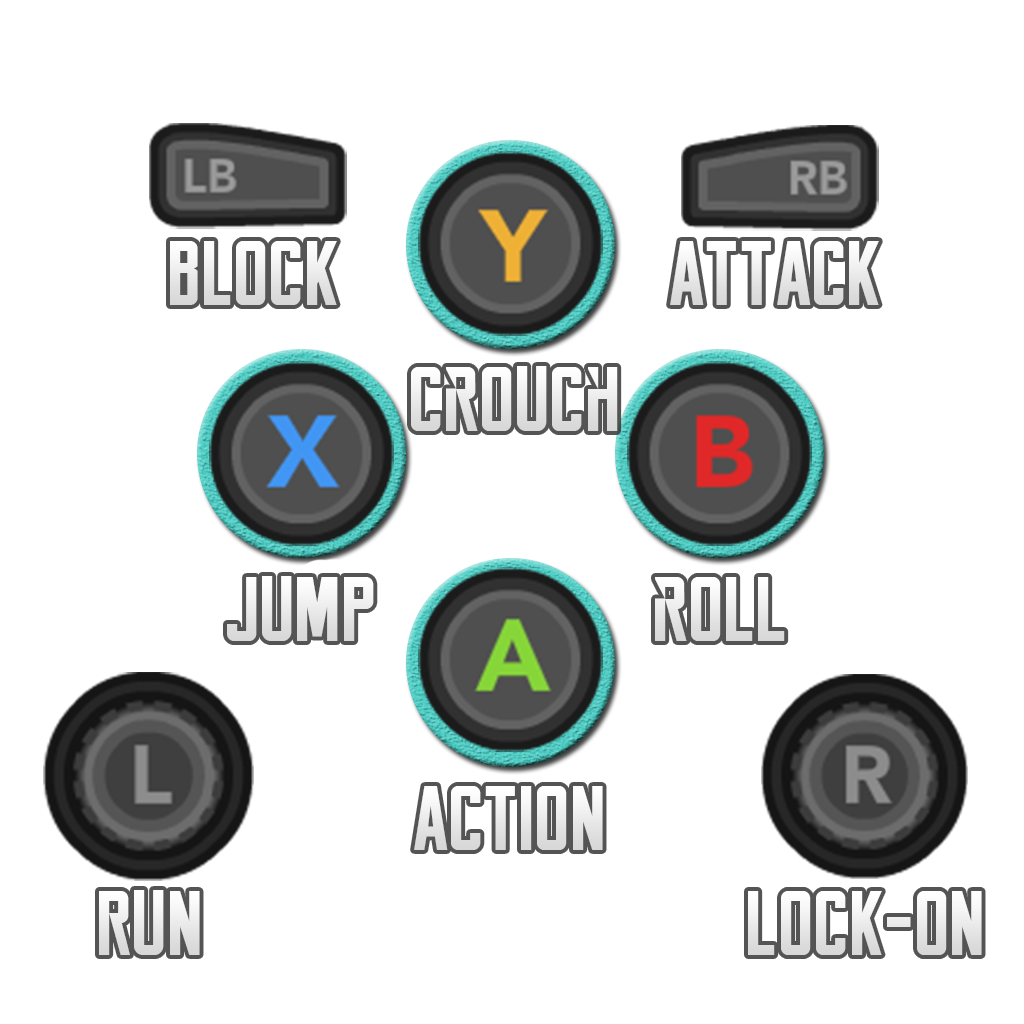 LB
BLOCK
Y
CROUCH
RB
ATTACK
X
JUMP
B
ROLL
A
ACTION
L
RUN
R
LOCK-ON